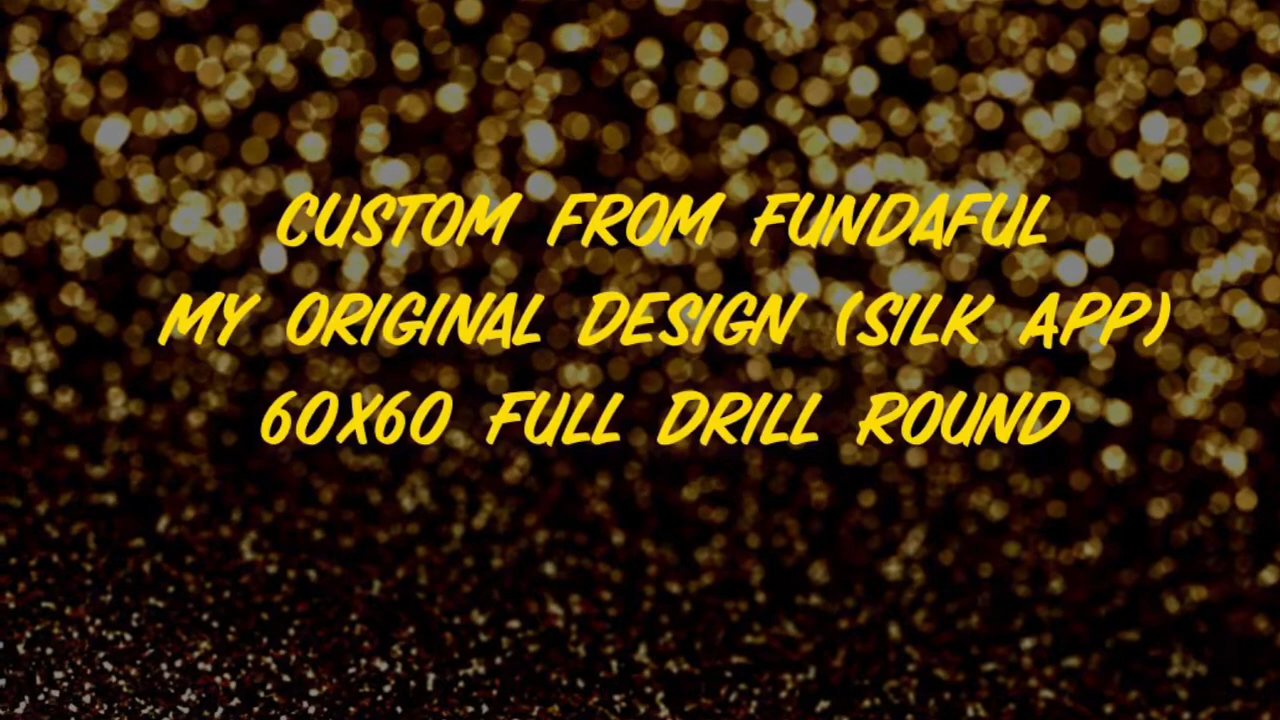 CUSTOM FROM FUNDAFUL
MY ORIGINAL DESIGN (SILK APP)
60X60 FULL DRILL ROUND